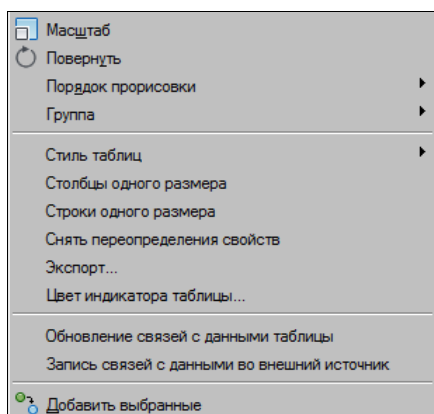 Масштаб
Повернуть
Порядок прорисовки
Группа
Стиль таблиц
Столбцы одного размера
Строки одного размера
Снять переопределения свойств
Экспорт...
Цвет индикатора таблицы...
Обновление связей с данными таблицы
Запись связей с данными во внешний источник
Добавить выбранные